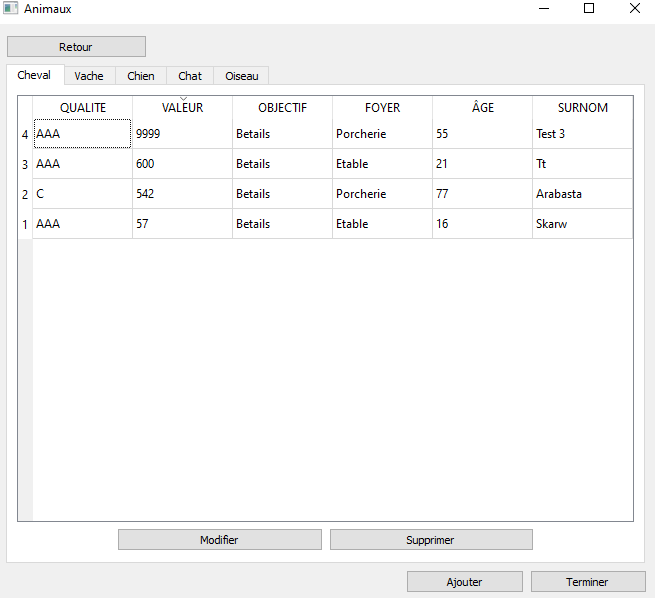 Animaux
Retour
Cheval Vache Chien Chat Oiseau
QUALITE VALEUR OBJECTIF FOYER ÂGE SURNOM
4 AAA 9999 Betails Porcherie 55 Test 3
3 AAA 600 Betails Etable 21 Tt
2 C 542 Betails Porcherie 77 Arabasta
1 AAA 57 Betails Etable 16 Skarw
Modifier Supprimer
Ajouter Terminer